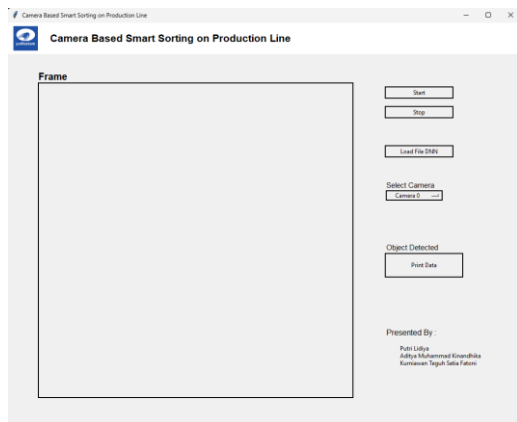 Camera Based Smart Sorting on Production Line
Camera Based Smart Sorting on Production Line
Frame
Start
Stop
Load File DNN
Select Camera
Camera 0
Object Detected
Print Data
Presented By :
Putri Lidiya
Aditya Muhammad Kinandhika
Kurniawan Teguh Satia Fatoni